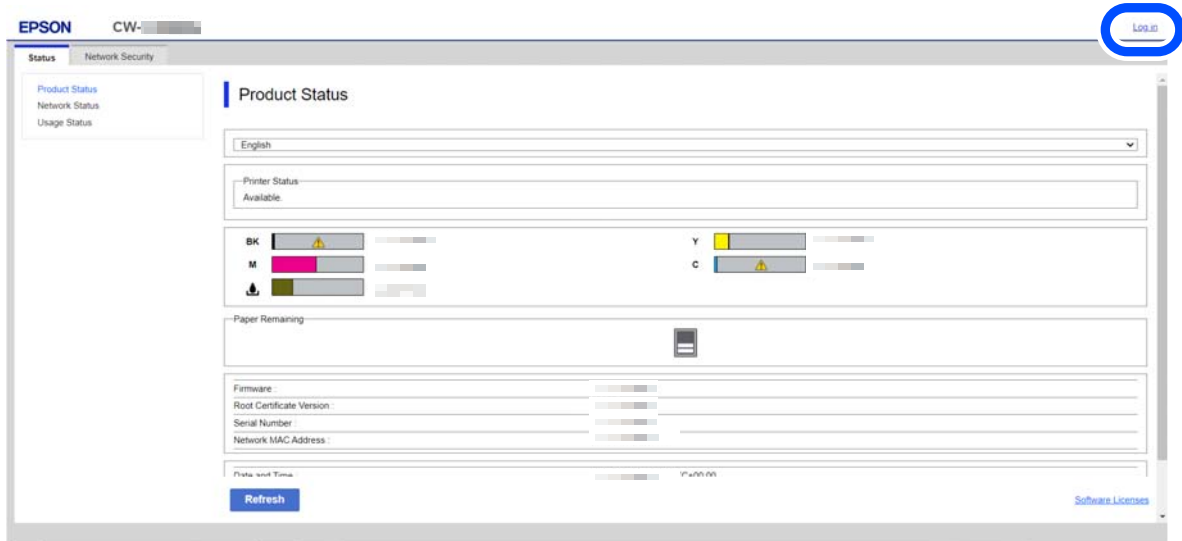 EPSON CW-
Log in
Status Network Security
Product Status
Network Status
Usage Status
Product Status
English
Printer Status
Available.
BK
Y
M
C
Paper Remaining
Firmware :
Root Certificate Version :
Serial Number :
Network MAC Address :
Date and Time :
Refresh
Software Licenses